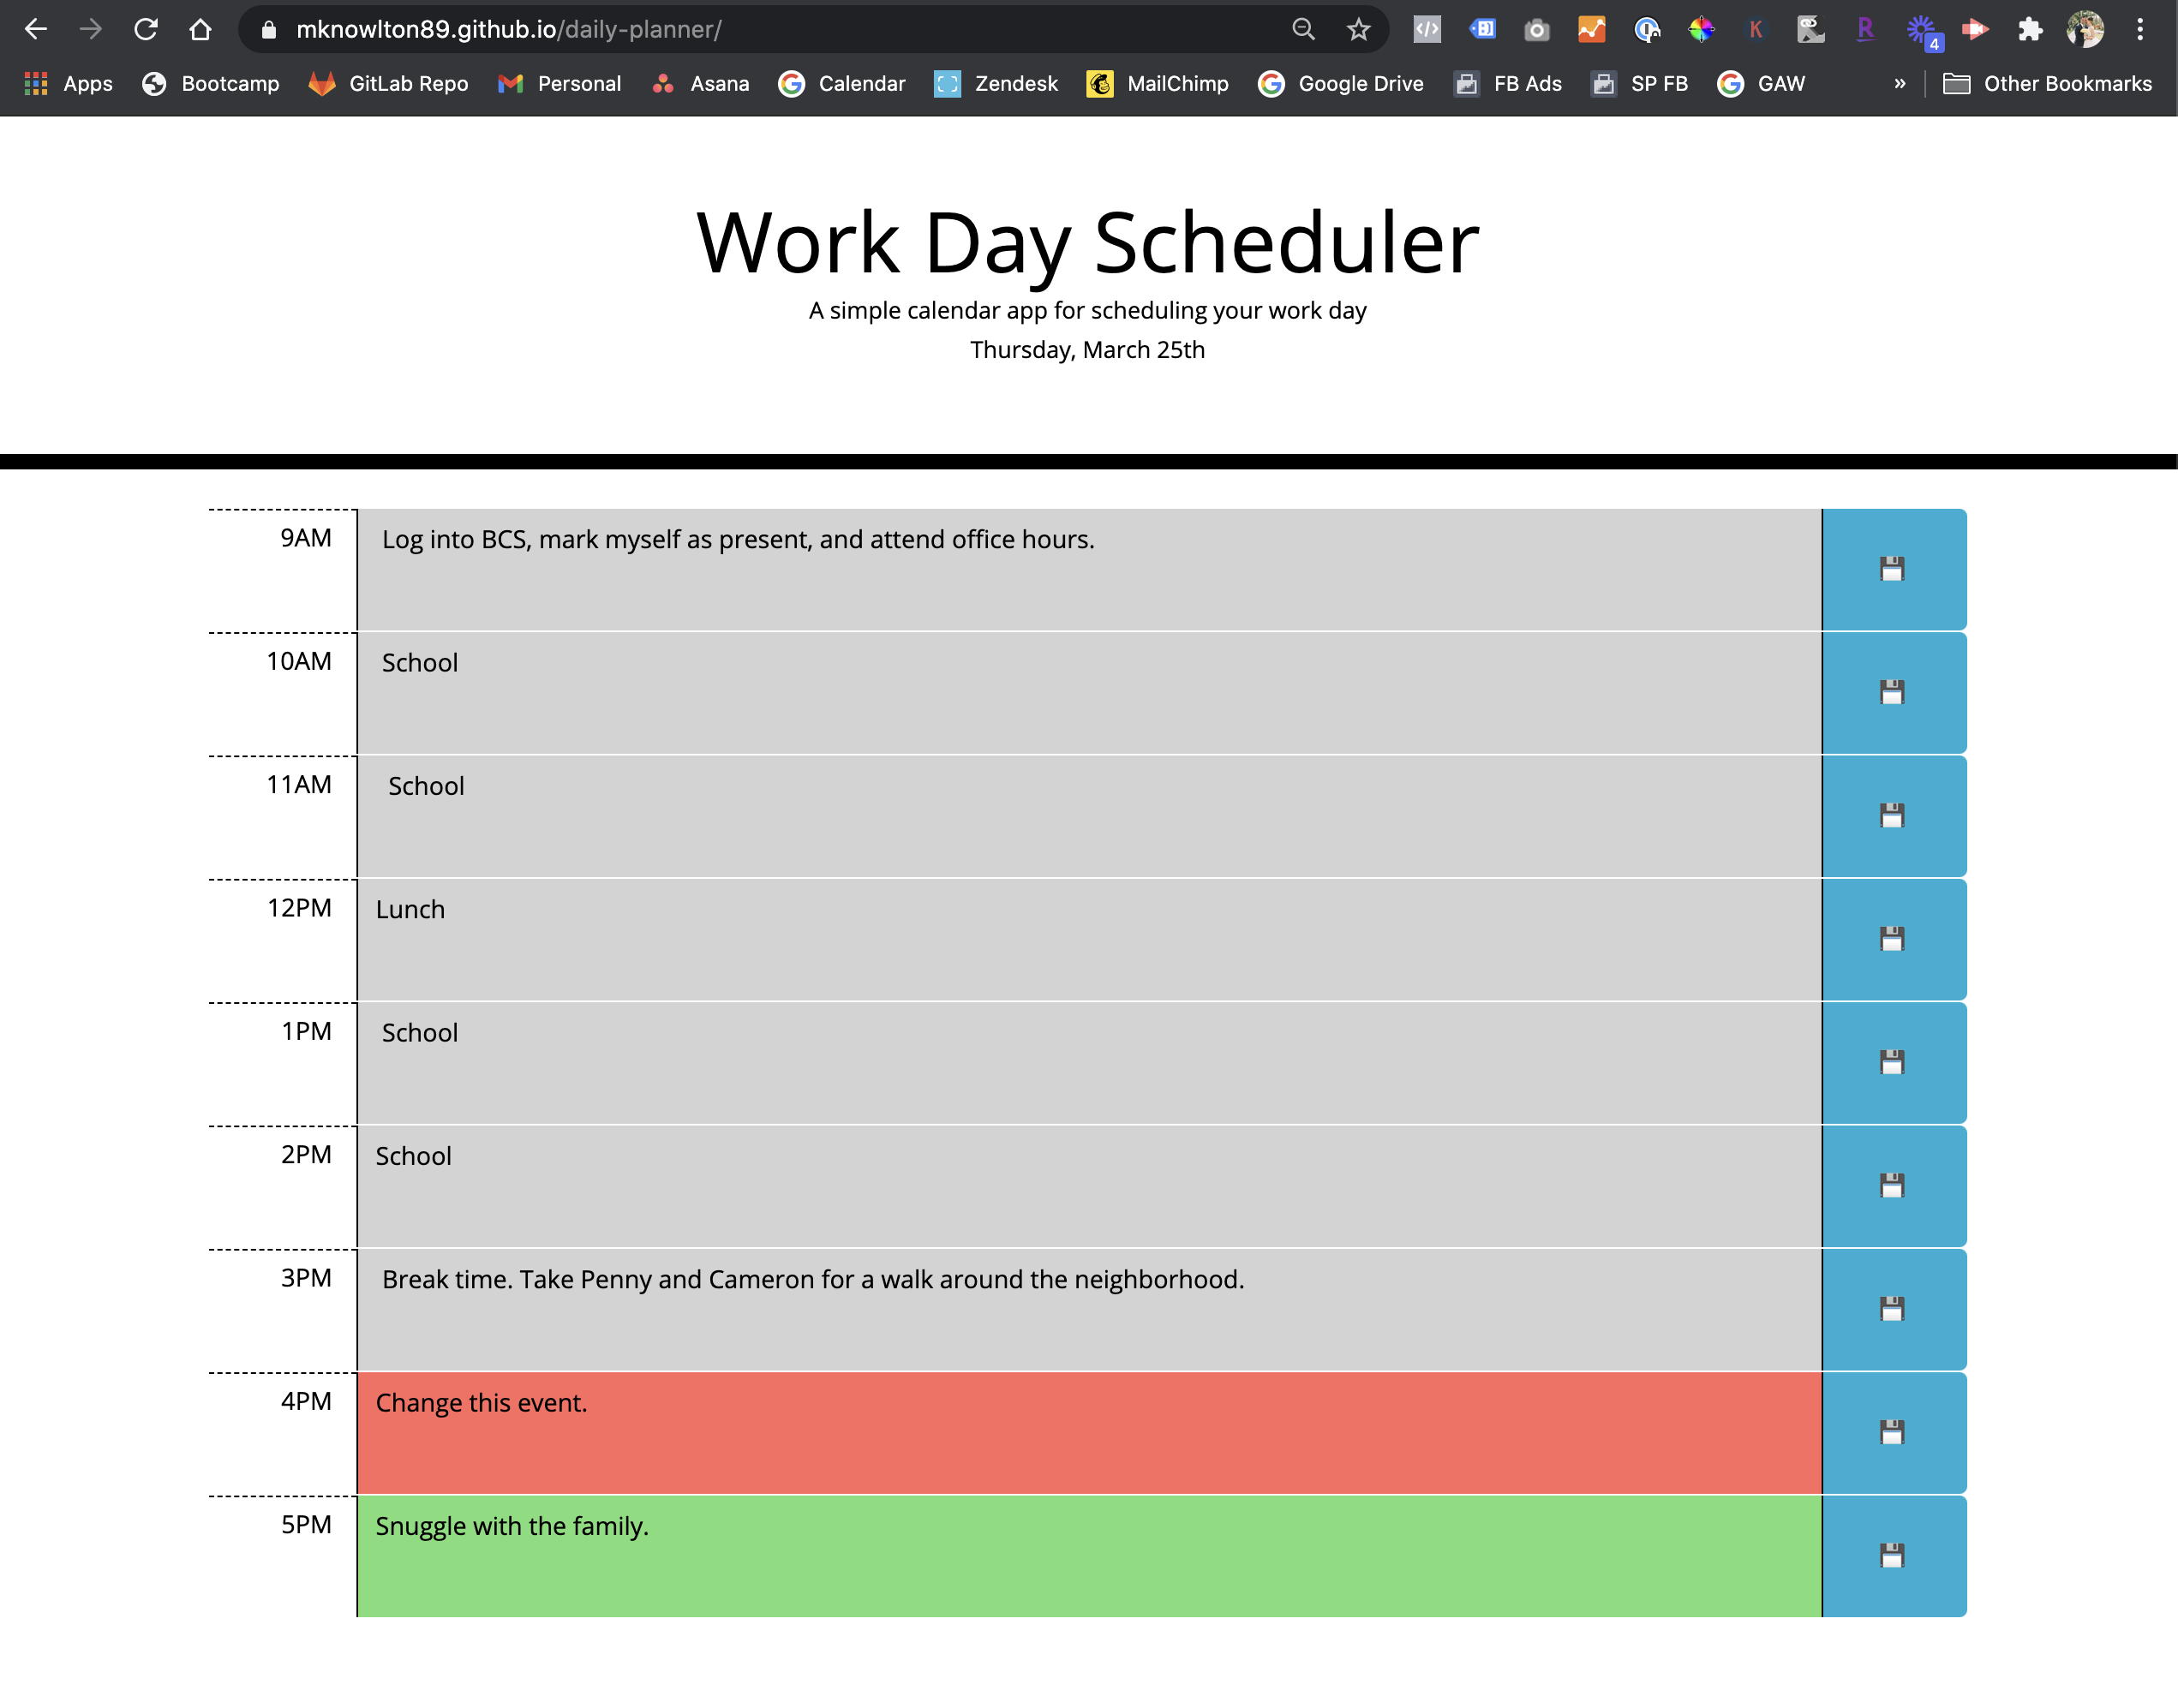 mknowlton89.github.io/daily-planner/
4
Apps Bootcamp GitLab Repo Personal Asana Calendar Zendesk MailChimp Google Drive FB Ads SP FB GAW » Other Bookmarks
Work Day Scheduler
A simple calendar app for scheduling your work day
Thursday, March 25th
9AM Log into BCS, mark myself as present, and attend office hours.
10AM School
11AM School
12PM Lunch
1PM School
2PM School
3PM Break time. Take Penny and Cameron for a walk around the neighborhood.
4PM Change this event.
5PM Snuggle with the family.